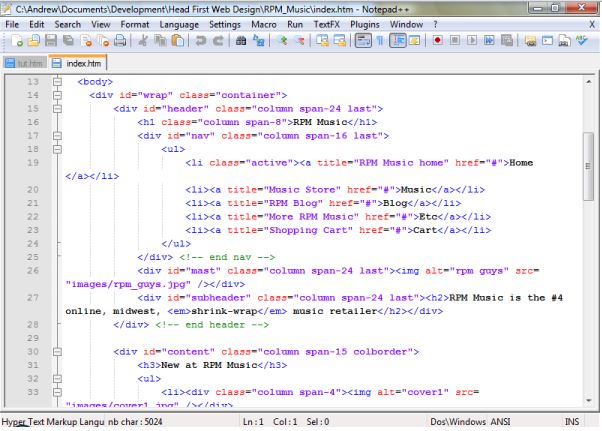 C:\Andrew\Documents\Development\Head First Web Design\RPM_Music\index.htm - Notepad++
File Edit Search View Format Language Settings Macro Run TextFX Plugins Window ?
X
tut.htm index.htm
13 <body>
14 <div id="wrap" class="container">
15 <div id="header" class="column span-24 last">
16 <h1 class="column span-8">RPM Music</h1>
17 <div id="nav" class="column span-16 last">
18 <ul>
19 <li class="active"><a title="RPM Music home" href="#">Home
</a></li>
20 <li><a title="Music Store" href="#">Music</a></li>
21 <li><a title="RPM Blog" href="#">Blog</a></li>
22 <li><a title="More RPM Music" href="#">Etc</a></li>
23 <li><a title="Shopping Cart" href="#">Cart</a></li>
24 </ul>
25 </div> <!-- end nav -->
26 <div id="mast" class="column span-24 last"><img alt="rpm guys" src=
"images/rpm_guys.jpg" /></div>
27 <div id="subheader" class="column span-24 last"><h2>RPM Music is the #4
online, midwest, <em>shrink-wrap</em> music retailer</h2></div>
28 </div> <!-- end header -->
29
30 <div id="content" class="column span-15 colborder">
31 <h3>New at RPM Music</h3>
32 <ul>
33 <li><div class="column span-4"><img alt="cover1" src=
"images/cover1.jpg" /></div>
Hyper Text Markup Langu nb char : 5024 Ln : 1 Col : 1 Sel : 0 Dos\Windows ANSI INS